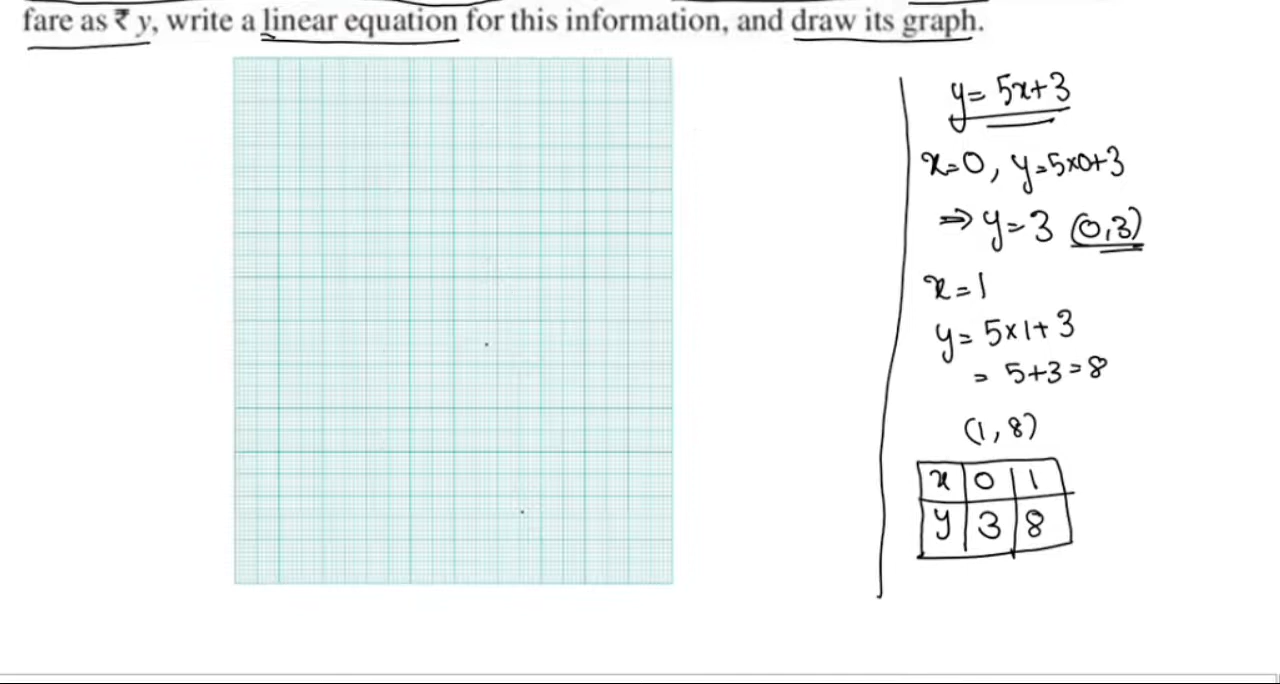 fare as ₹ y, write a linear equation for this information, and draw its graph.
y= 5x+3
x=0, y=5x0+3
⇒ y=3 (0,3)
x=1
y= 5x1+3
= 5+3=8
(1,8)
x 0 1
y 3 8